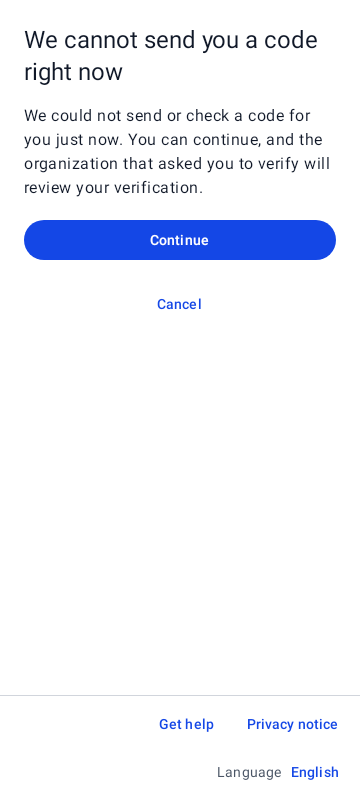 We cannot send you a code
right now
We could not send or check a code for
you just now. You can continue, and the
organization that asked you to verify will
review your verification.
Continue
Cancel
Get help
Privacy notice
Language
English